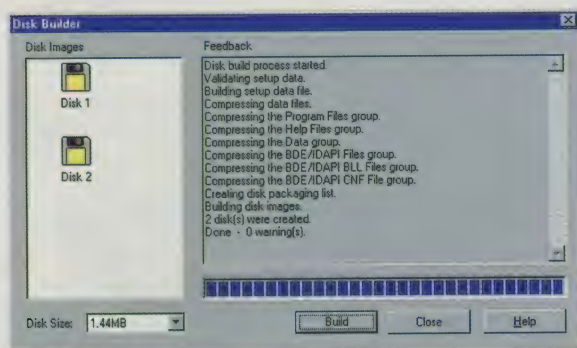 Disk Builder
Disk Images
Disk 1
Disk 2
Feedback
Disk build process started.
Validating setup data.
Building setup data file.
Compressing data files.
Compressing the Program Files group.
Compressing the Help Files group.
Compressing the Data group.
Compressing the BDE/IDAPI Files group.
Compressing the BDE/IDAPI BLL Files group.
Compressing the BDE/IDAPI CNF File group.
Creating disk packaging list.
Building disk images.
2 disk(s) were created.
Done - 0 warning(s).
Disk Size: 1.44MB
Build Close Help